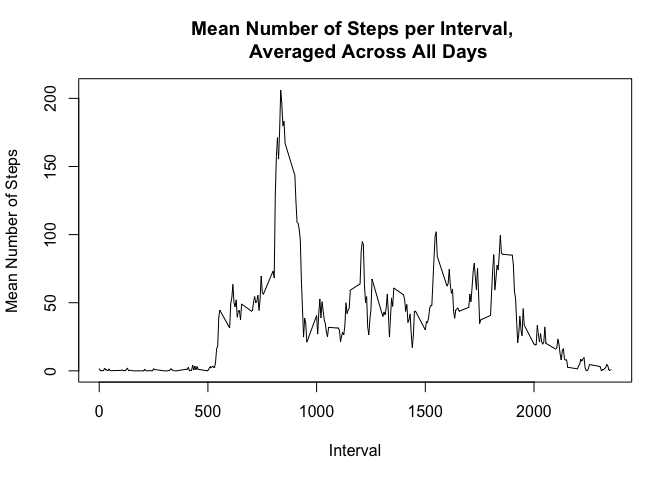 Mean Number of Steps per Interval,
Averaged Across All Days
Mean Number of Steps
200
150
100
50
0
0 500 1000 1500 2000
Interval